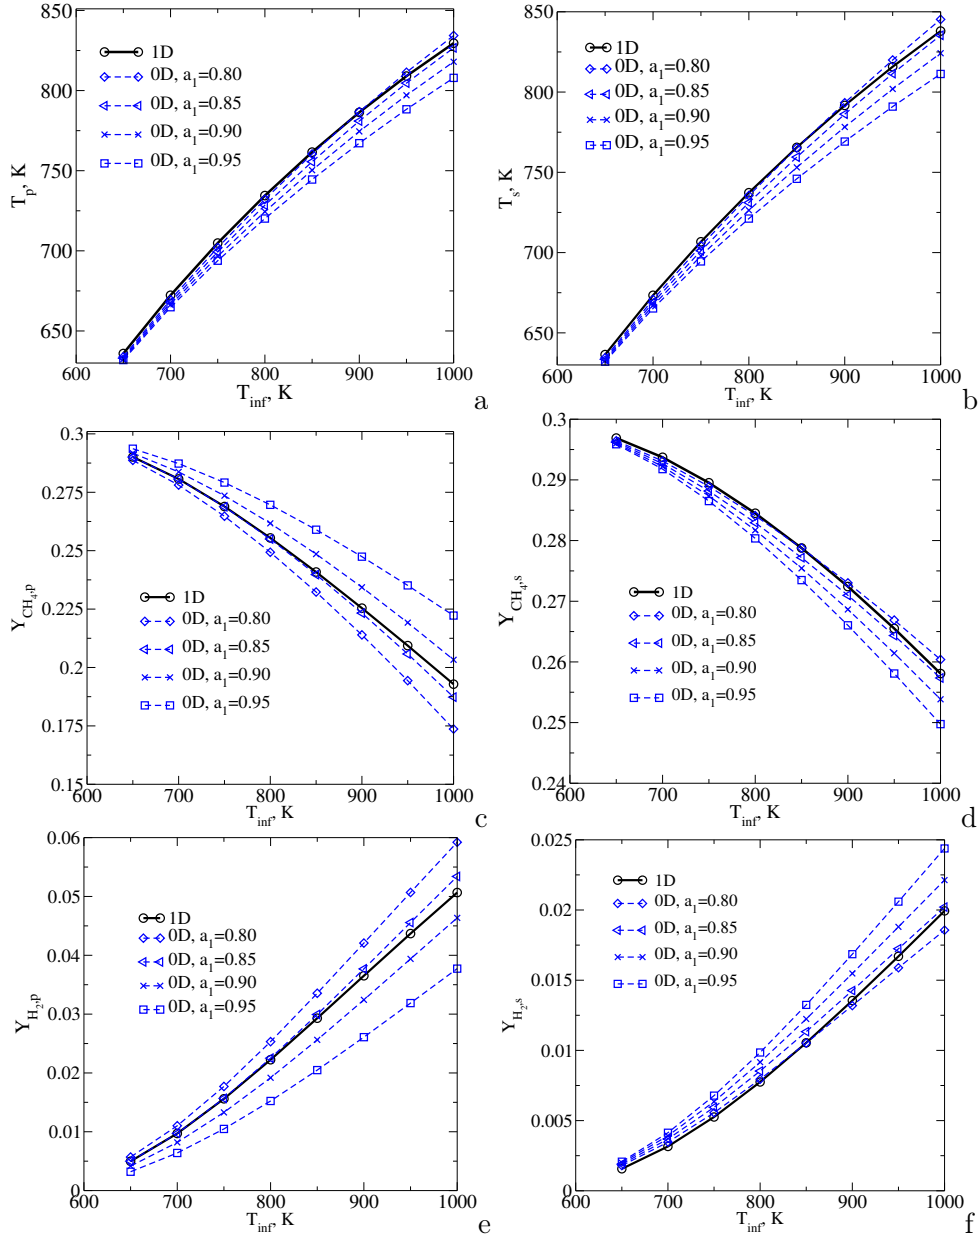 850
800
750
700
650
T_p, K
1D
0D, a_1=0.80
0D, a_1=0.85
0D, a_1=0.90
0D, a_1=0.95
600 700 800 900 1000
T_inf, K
a
850
800
750
700
650
T_s, K
1D
0D, a_1=0.80
0D, a_1=0.85
0D, a_1=0.90
0D, a_1=0.95
600 700 800 900 1000
T_inf, K
b
0.3
0.275
0.25
0.225
0.2
0.175
0.15
Y_CH_4,p
1D
0D, a_1=0.80
0D, a_1=0.85
0D, a_1=0.90
0D, a_1=0.95
600 700 800 900 1000
T_inf, K
c
0.3
0.29
0.28
0.27
0.26
0.25
0.24
Y_CH_4,s
1D
0D, a_1=0.80
0D, a_1=0.85
0D, a_1=0.90
0D, a_1=0.95
600 700 800 900 1000
T_inf, K
d
0.06
0.05
0.04
0.03
0.02
0.01
0
Y_H_2,p
1D
0D, a_1=0.80
0D, a_1=0.85
0D, a_1=0.90
0D, a_1=0.95
600 700 800 900 1000
T_inf, K
e
0.025
0.02
0.015
0.01
0.005
0
Y_H_2,s
1D
0D, a_1=0.80
0D, a_1=0.85
0D, a_1=0.90
0D, a_1=0.95
600 700 800 900 1000
T_inf, K
f